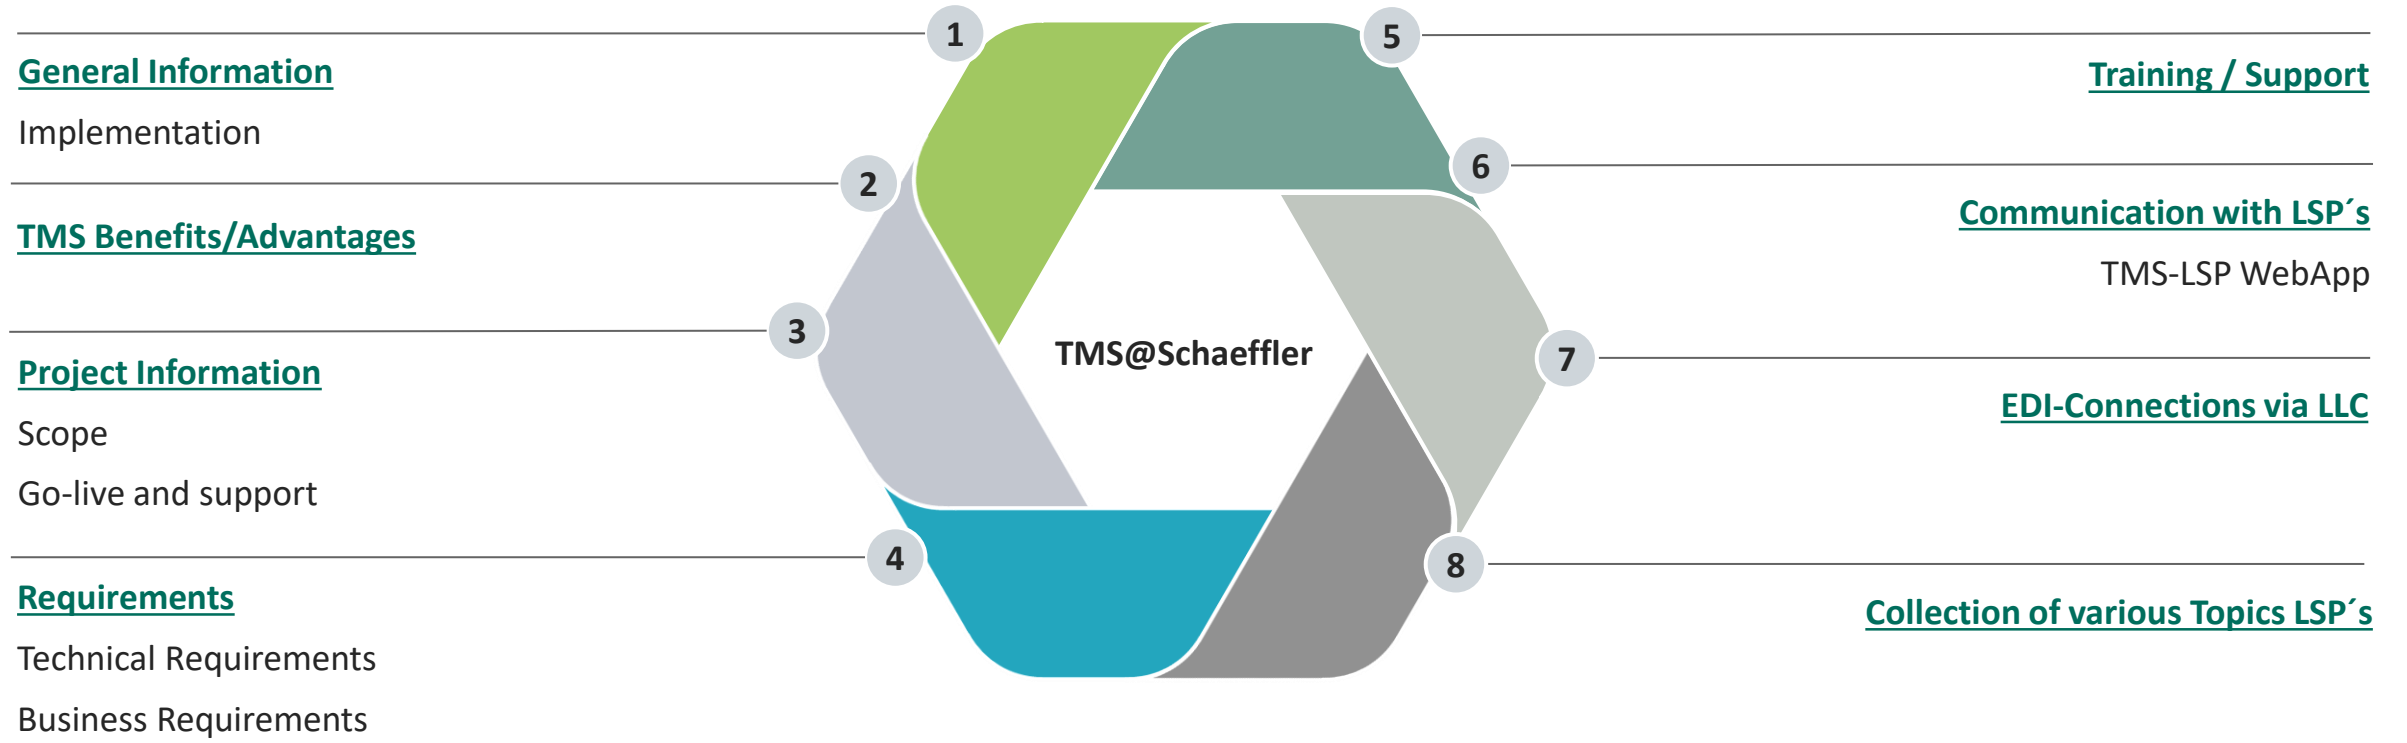 1
General Information
Implementation
2
TMS Benefits/Advantages
3
Project Information
Scope
Go-live and support
4
Requirements
Technical Requirements
Business Requirements
TMS@Schaeffler
5
Training / Support
6
Communication with LSP´s
TMS-LSP WebApp
7
EDI-Connections via LLC
8
Collection of various Topics LSP´s